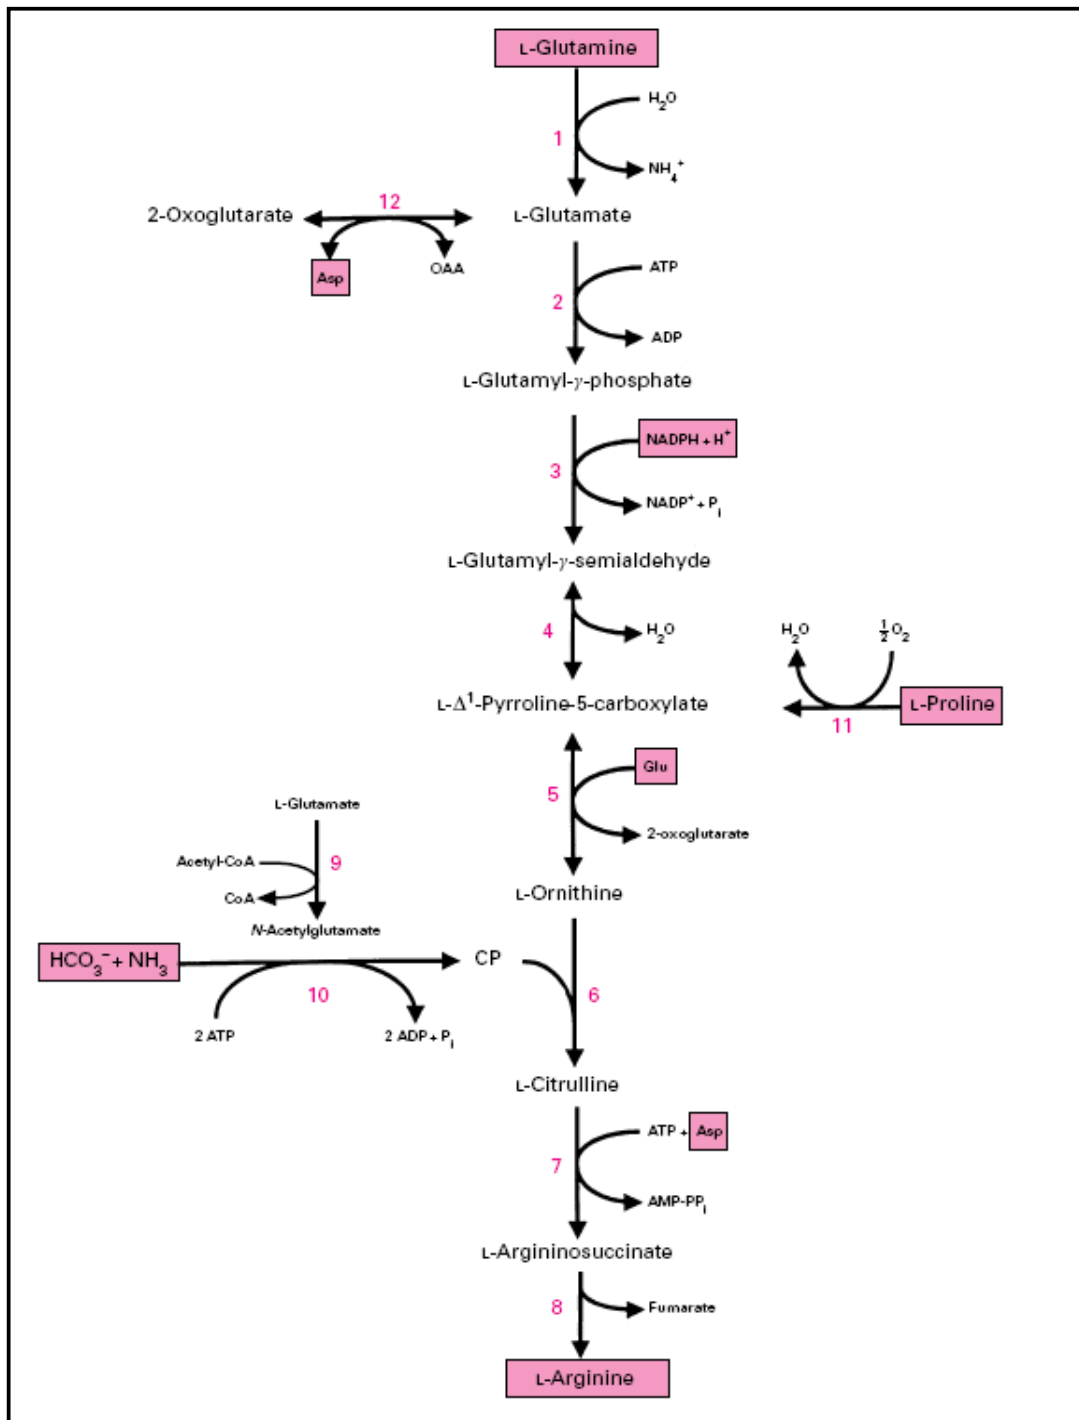 L-Glutamine
H₂O
1
NH₄⁺
12
2-Oxoglutarate
L-Glutamate
Asp
OAA
ATP
2
ADP
L-Glutamyl-γ-phosphate
NADPH + H⁺
3
NADP⁺ + Pᵢ
L-Glutamyl-γ-semialdehyde
4
H₂O
H₂O
½O₂
L-Δ¹-Pyrroline-5-carboxylate
L-Proline
11
Glu
5
2-oxoglutarate
L-Glutamate
Acetyl-CoA
9
CoA
L-Ornithine
N-Acetylglutamate
HCO₃⁻ + NH₃
CP
10
6
2 ATP
2 ADP + Pᵢ
L-Citrulline
ATP + Asp
7
AMP-PPᵢ
L-Argininosuccinate
8
Fumarate
L-Arginine